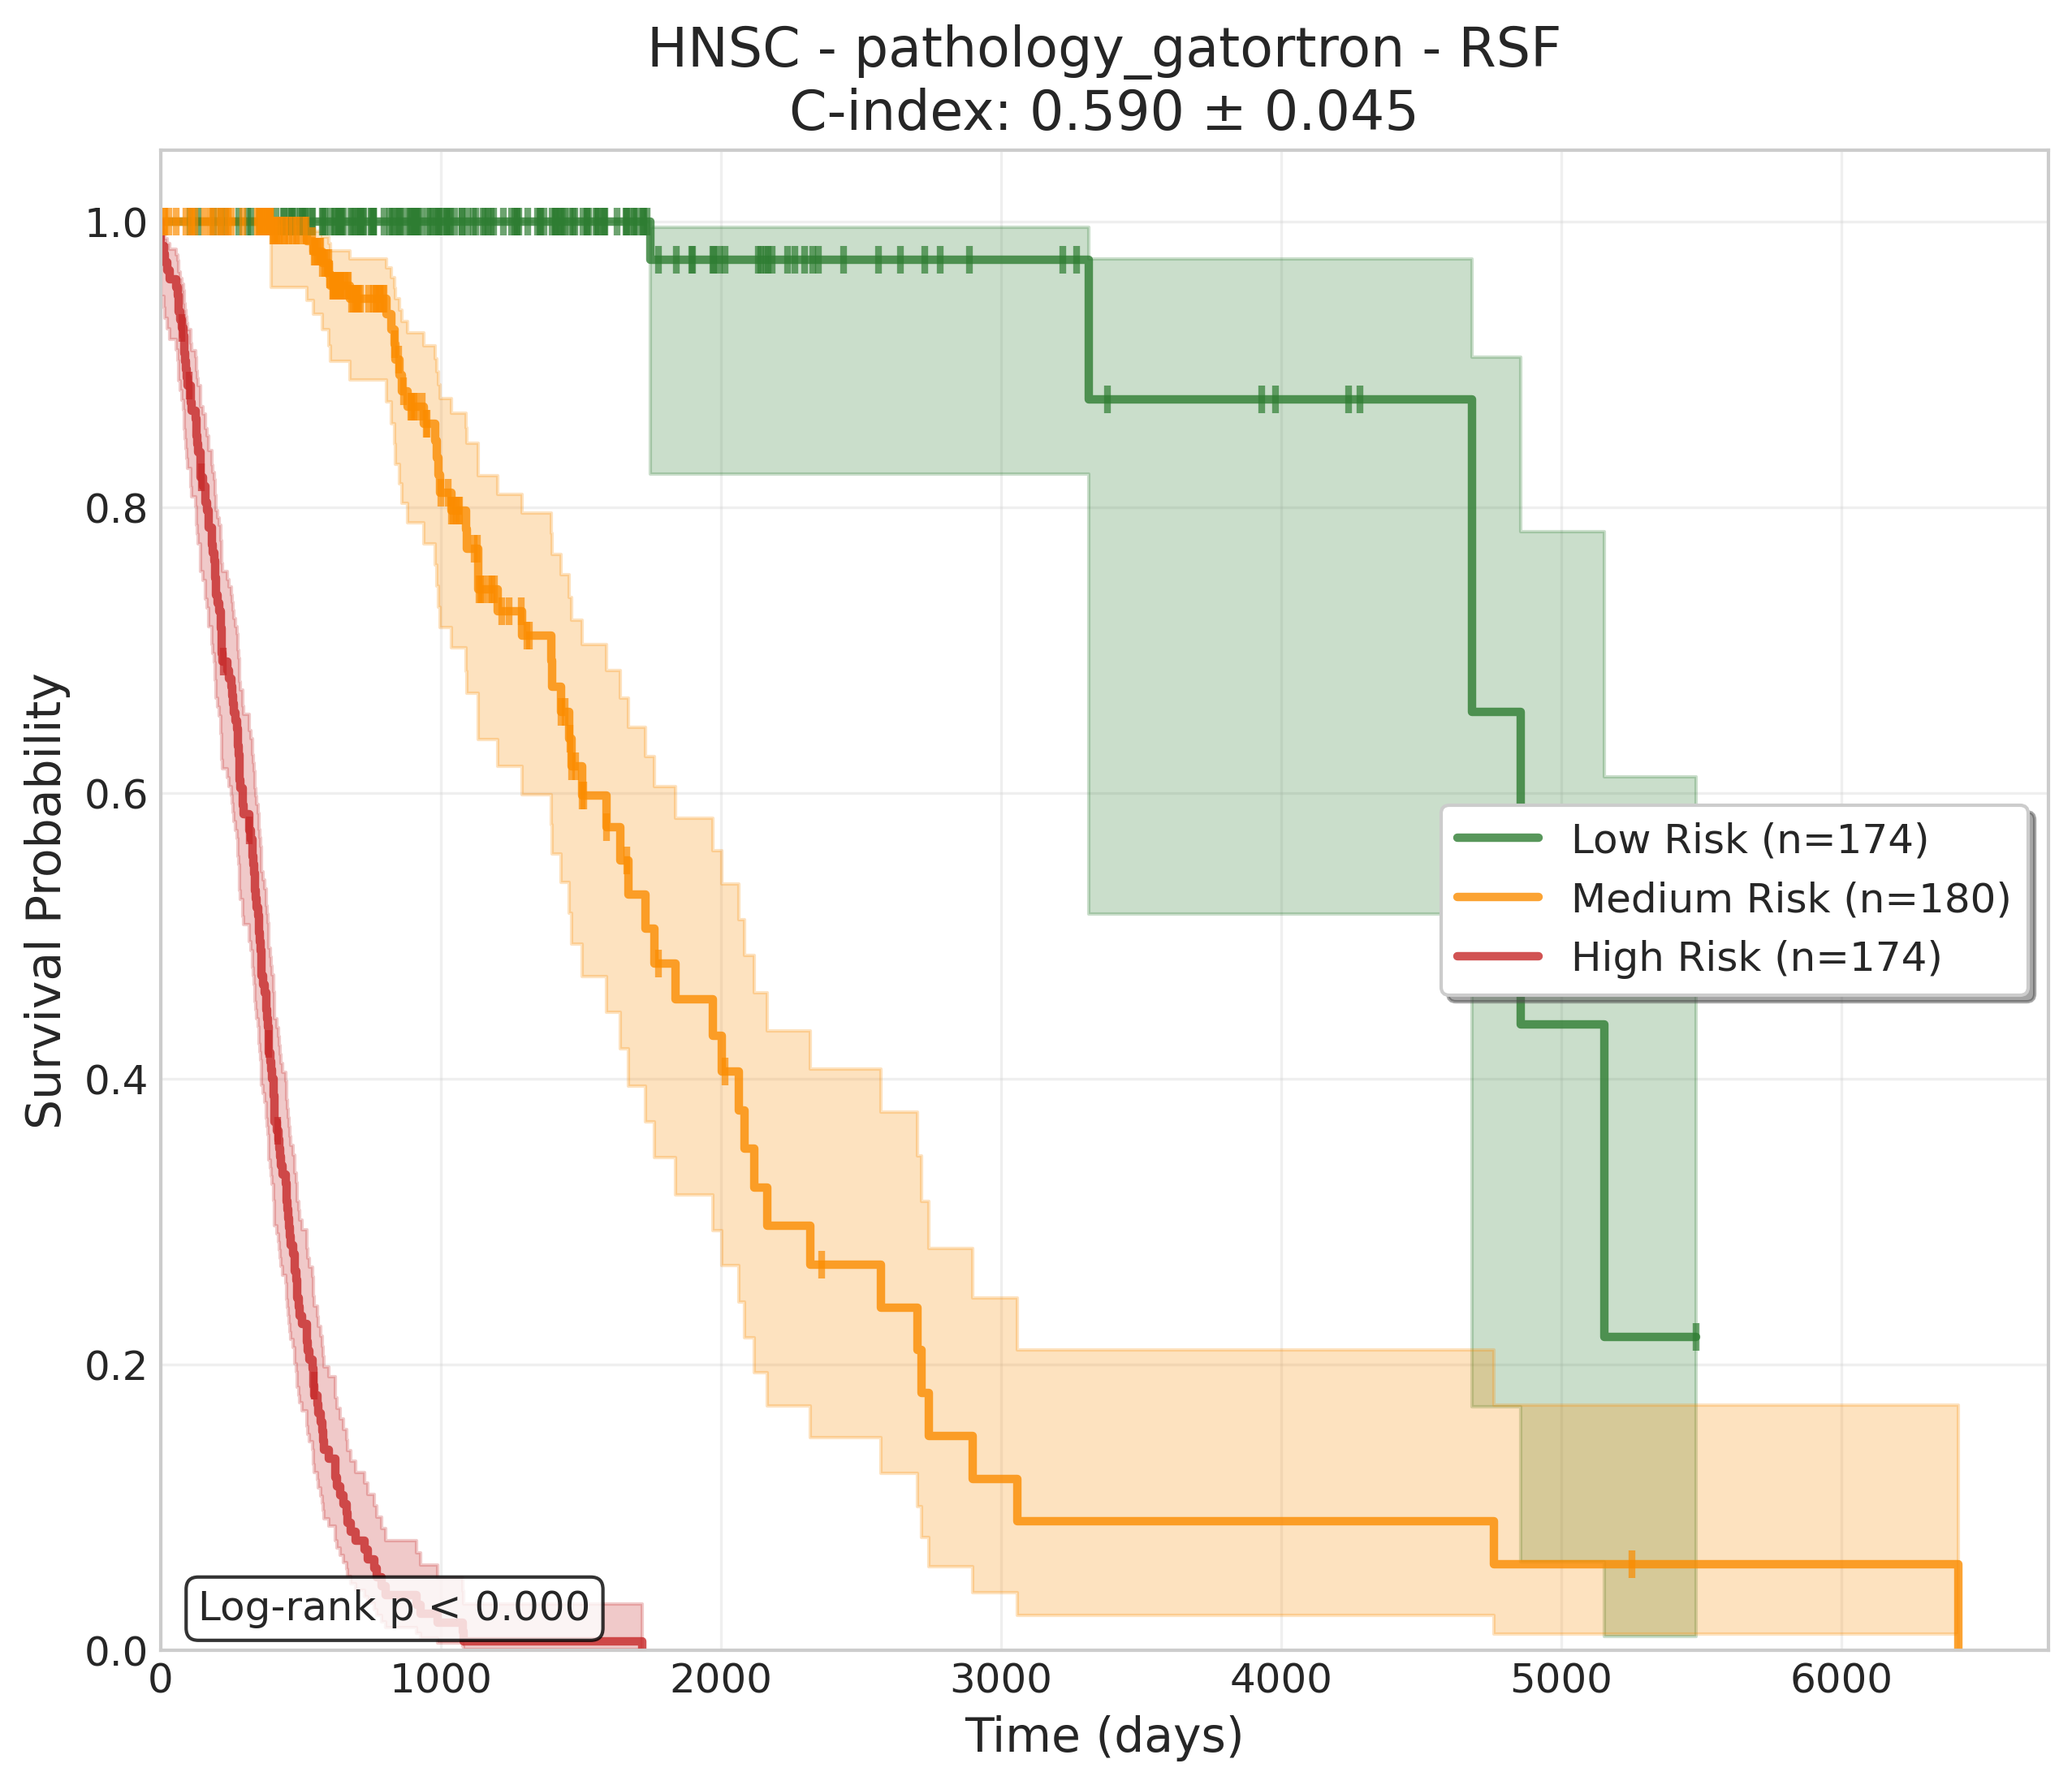 HNSC - pathology_gatortron - RSF
C-index: 0.590 ± 0.045
Survival Probability
1.0
0.8
0.6
0.4
0.2
0.0
Low Risk (n=174)
Medium Risk (n=180)
High Risk (n=174)
Log-rank p < 0.000
0 1000 2000 3000 4000 5000 6000
Time (days)